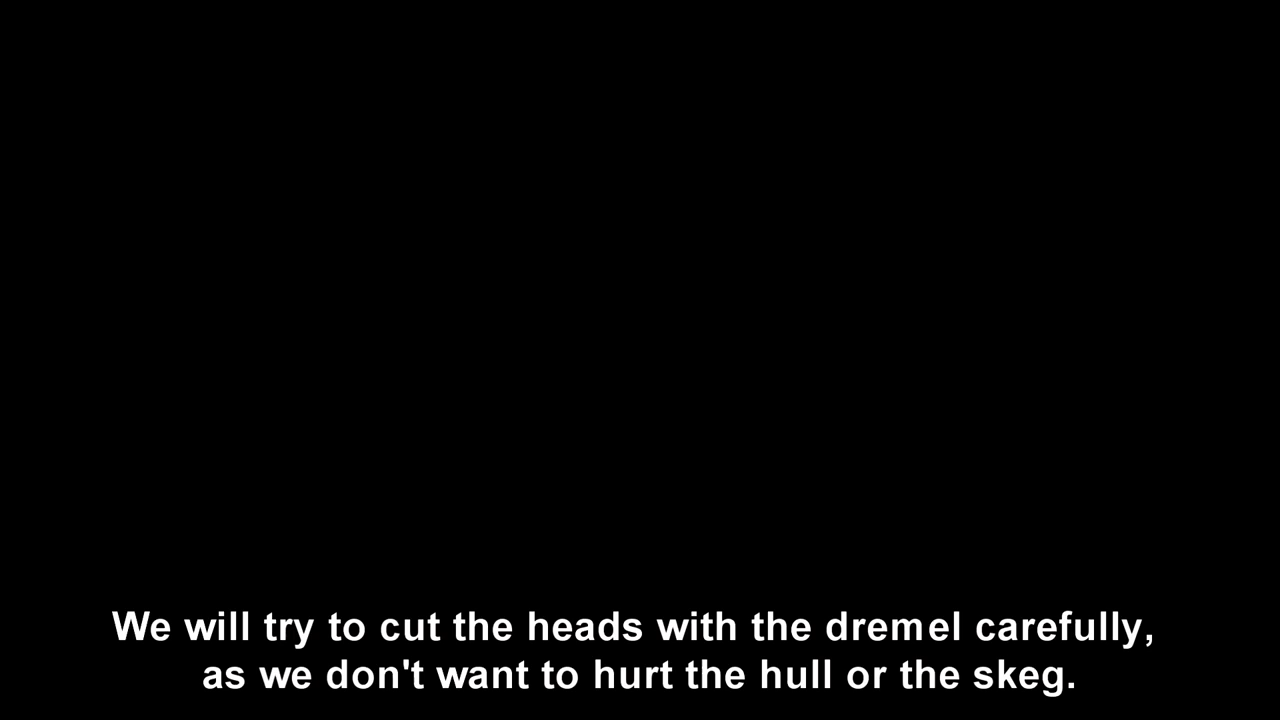 We will try to cut the heads with the dremel carefully,
as we don't want to hurt the hull or the skeg.